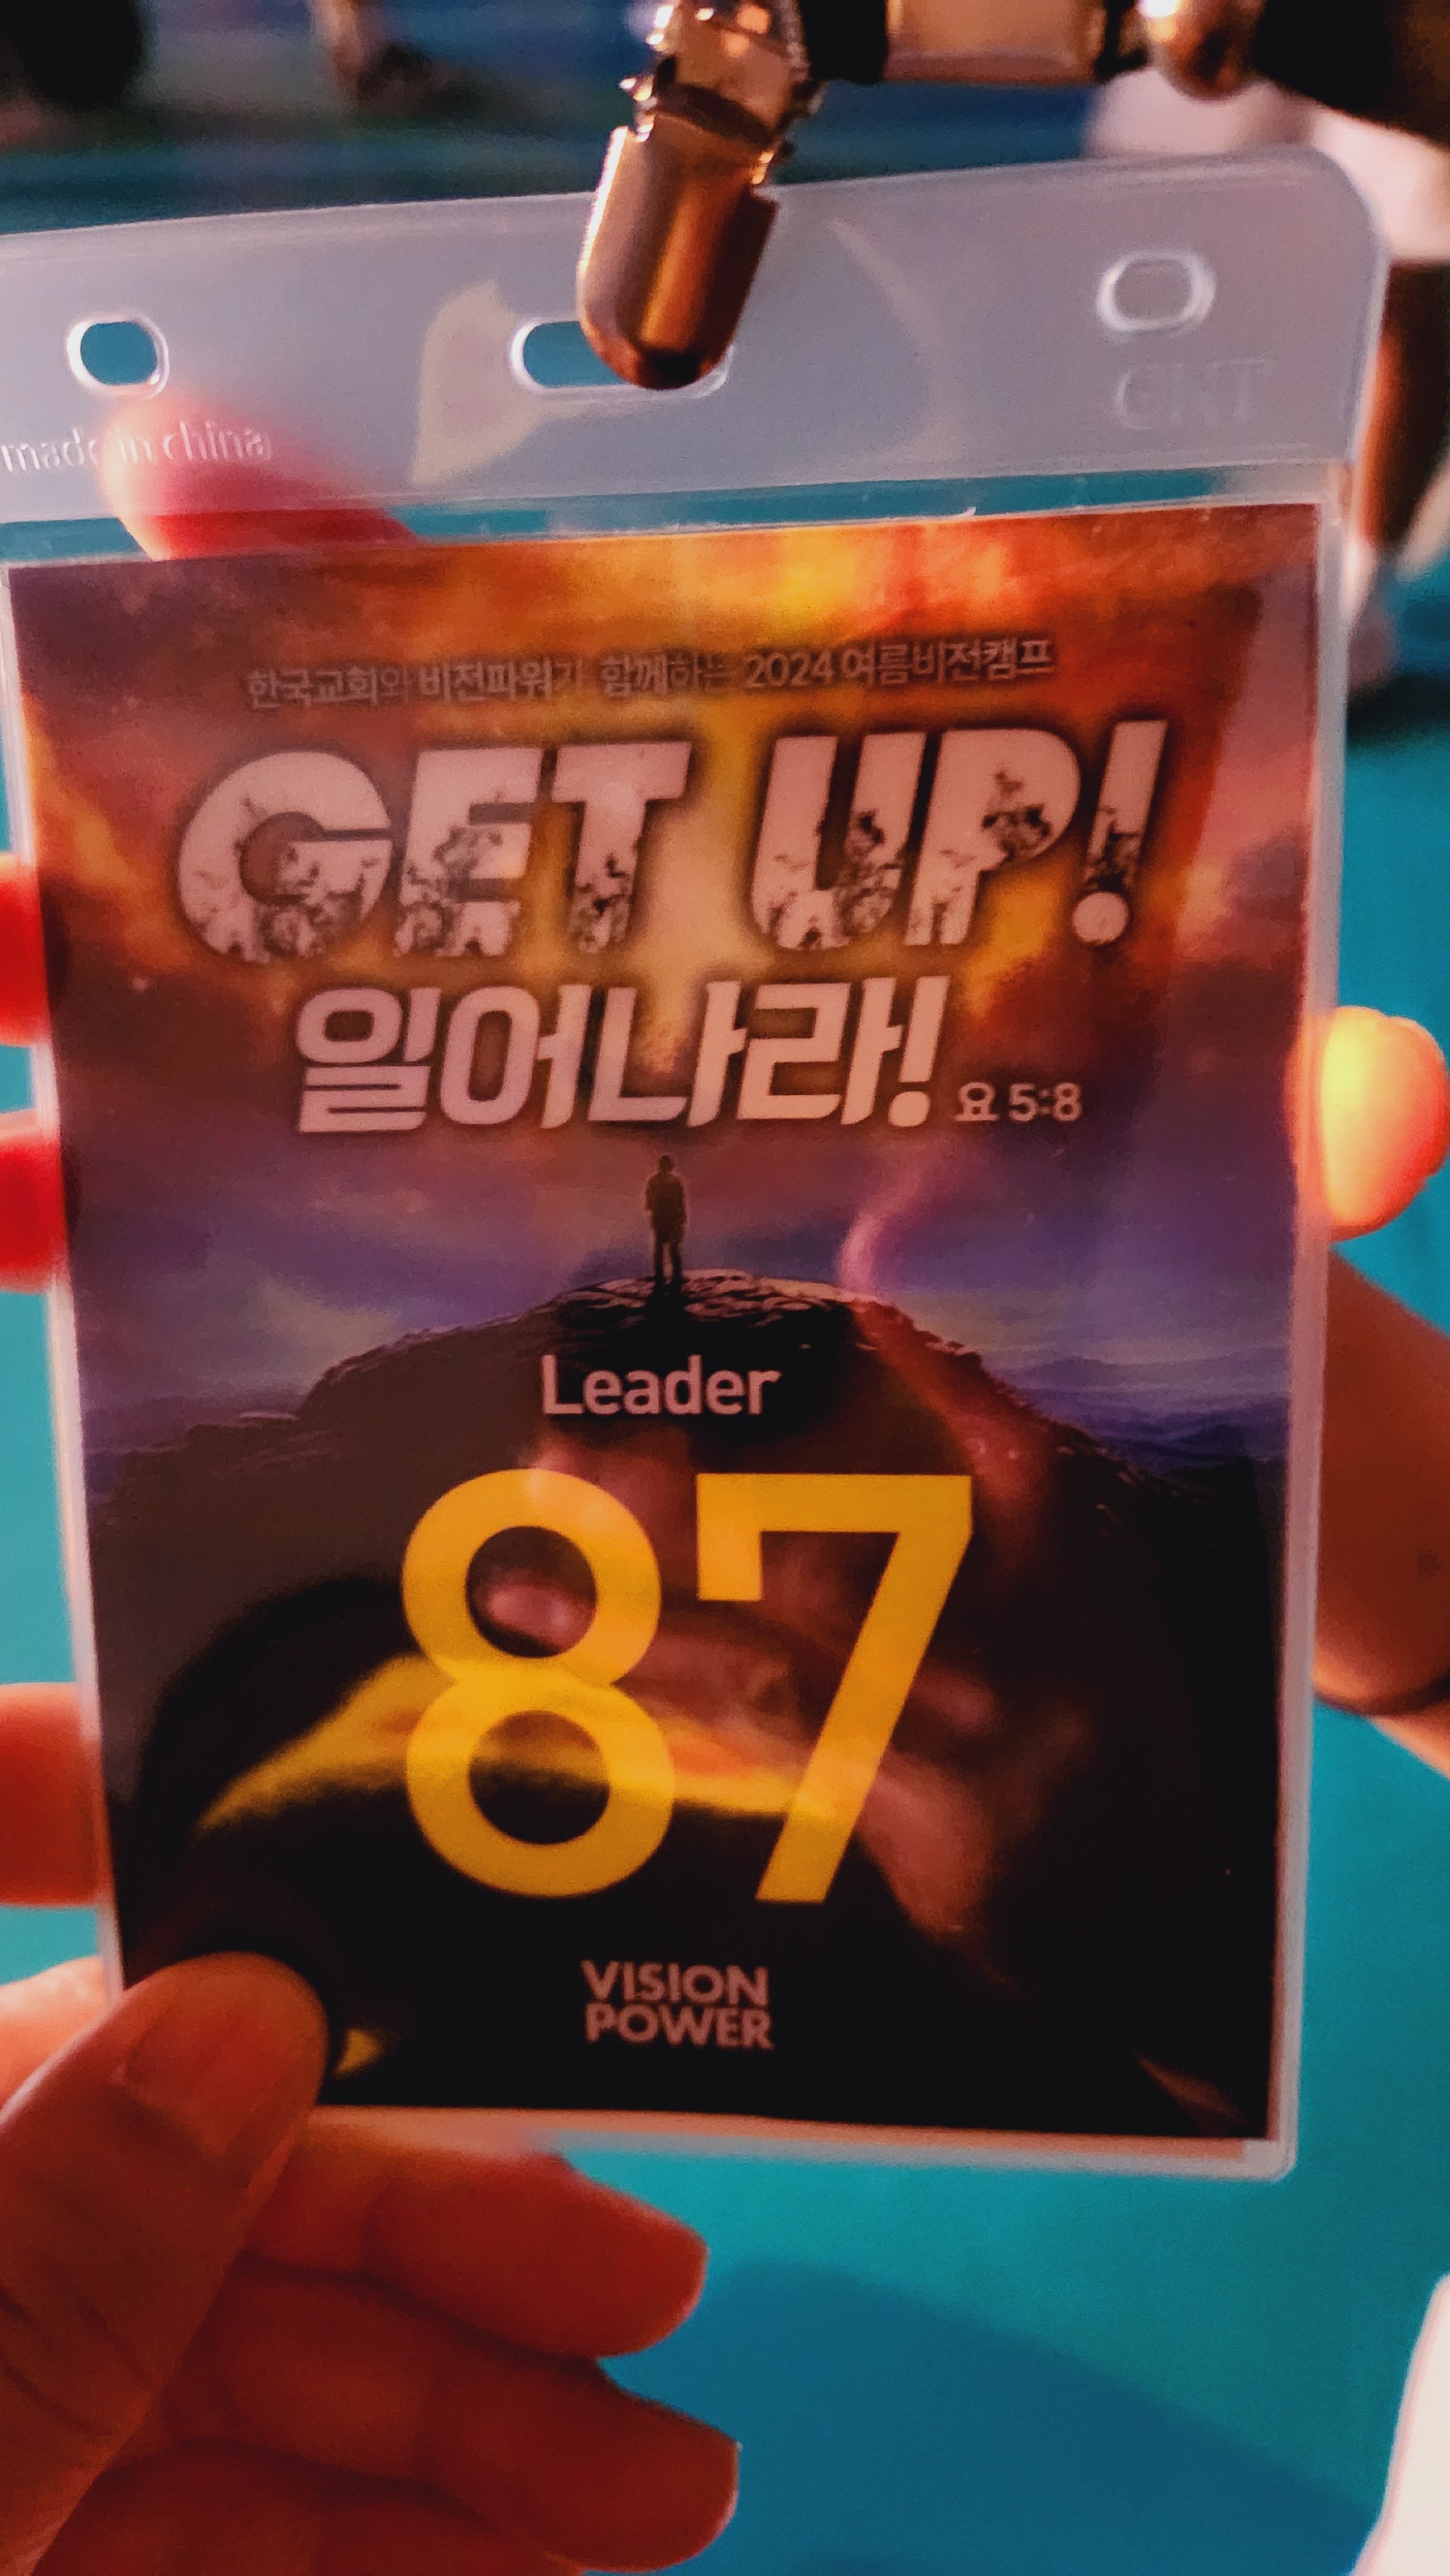 made in china
CHT
한국교회와 비전파워가 함께하는 2024 여름비전캠프
GET UP!
일어나라! 요 5:8
Leader
87
VISION
POWER